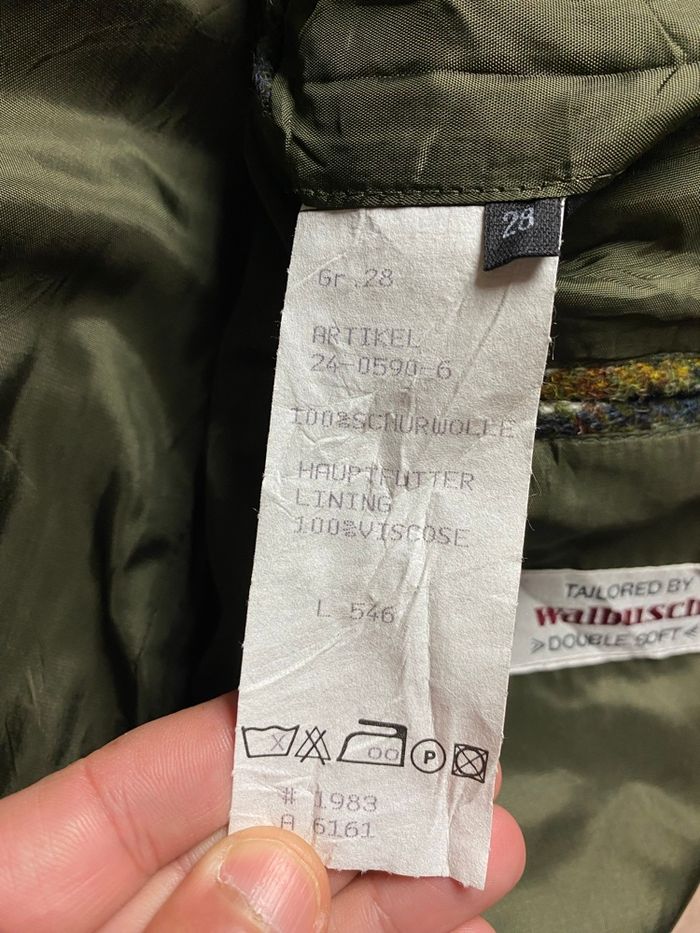 28
Gr.28
ARTIKEL
24-0590-6
100%SCHURWOLLE
HAUPTFUTTER
LINING
100%VISCOSE
L 546
TAILORED BY
Walbusch
>DOUBLE SOFT<
P
# 1983
A 6161